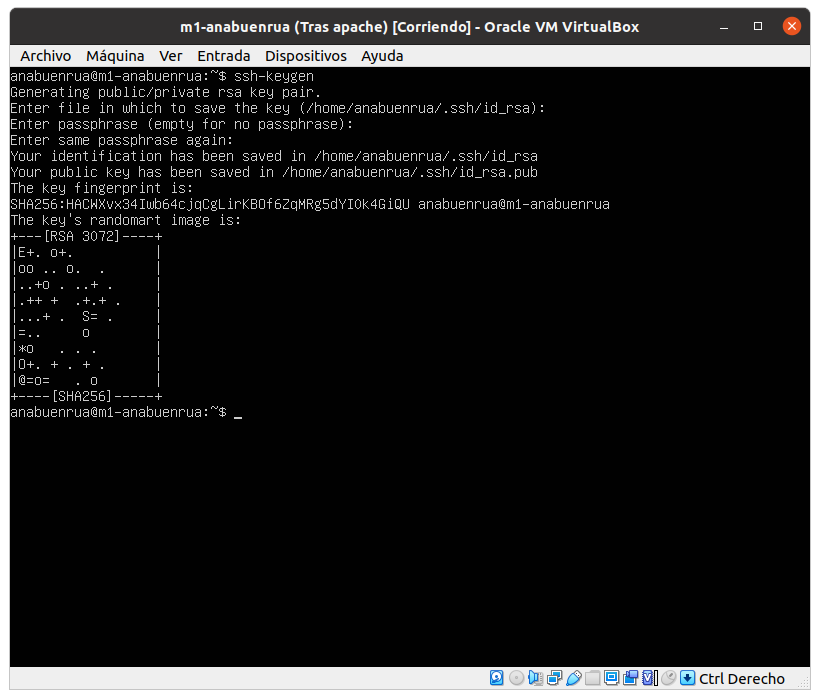 m1-anabuenrua (Tras apache) [Corriendo] - Oracle VM VirtualBox
Archivo Máquina Ver Entrada Dispositivos Ayuda
anabuenrua@m1-anabuenrua:~$ ssh-keygen
Generating public/private rsa key pair.
Enter file in which to save the key (/home/anabuenrua/.ssh/id_rsa):
Enter passphrase (empty for no passphrase):
Enter same passphrase again:
Your identification has been saved in /home/anabuenrua/.ssh/id_rsa
Your public key has been saved in /home/anabuenrua/.ssh/id_rsa.pub
The key fingerprint is:
SHA256:HACWXvx34Iwb64cjqCgLirKBOf6ZqMRg5dYI0k4GiQU anabuenrua@m1-anabuenrua
The key's randomart image is:
+---[RSA 3072]----+
|E+. o+.          |
|oo .. o.  .      |
|..+o . ..+ .     |
|.++ +  .+.+ .    |
|...+ .  S= .     |
|=..     o        |
|*o   . . .       |
|O+. + . + .      |
|@=o=   . o       |
+----[SHA256]-----+
anabuenrua@m1-anabuenrua:~$ _
Ctrl Derecho